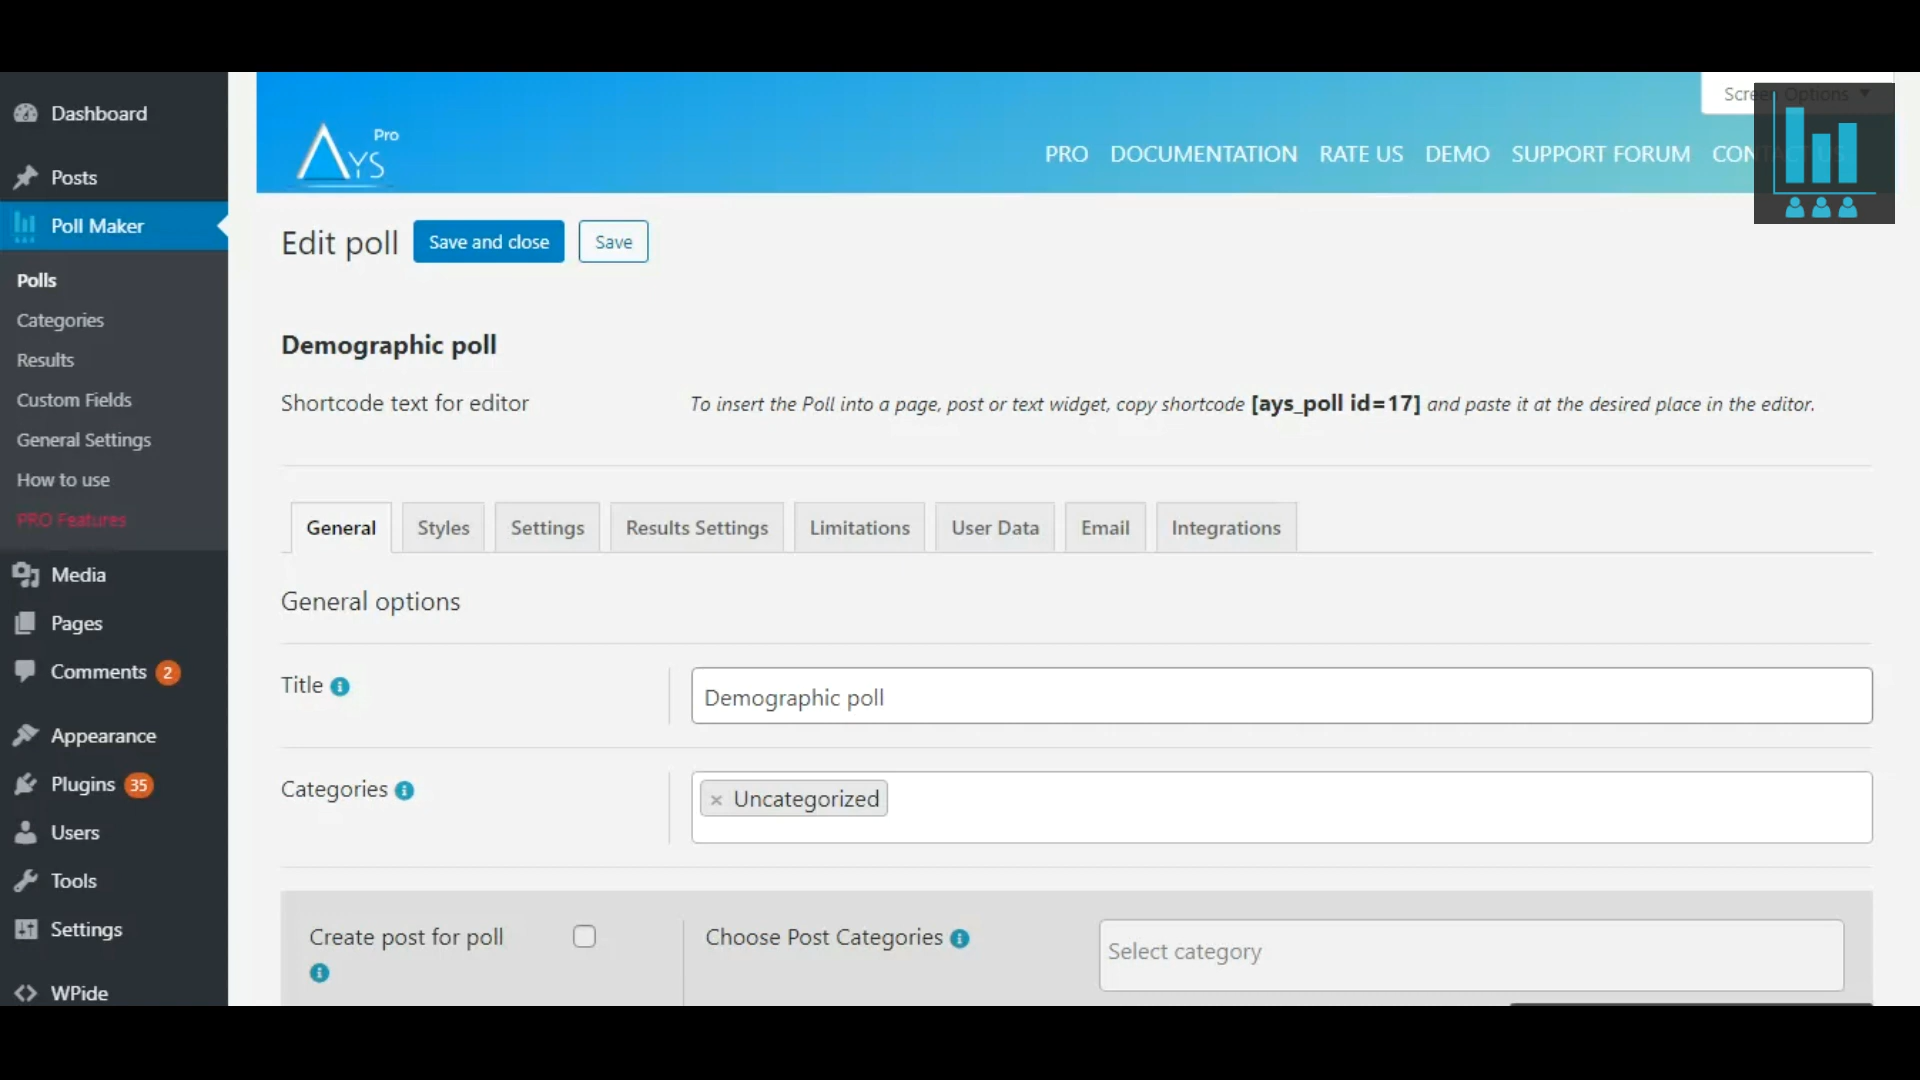 Dashboard
Posts
Poll Maker
Polls
Categories
Results
Custom Fields
General Settings
How to use
PRO Features
Media
Pages
Comments 2
Appearance
Plugins 35
Users
Tools
Settings
WPide
Screen Options
AYS Pro
PRO DOCUMENTATION RATE US DEMO SUPPORT FORUM CONTACT US
Edit poll Save and close Save
Demographic poll
Shortcode text for editor To insert the Poll into a page, post or text widget, copy shortcode [ays_poll id=17] and paste it at the desired place in the editor.
General Styles Settings Results Settings Limitations User Data Email Integrations
General options
Title Demographic poll
Categories × Uncategorized
Create post for poll Choose Post Categories Select category